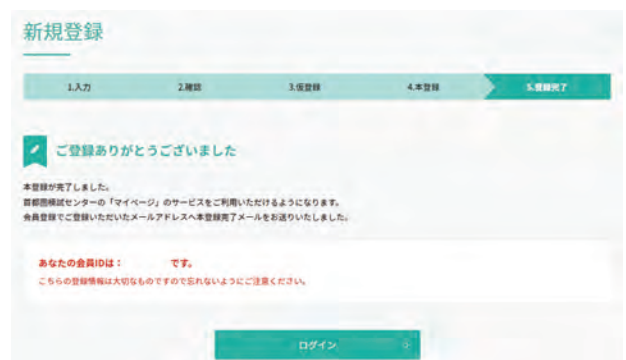 新規登録
1.入力
2.確認
3.仮登録
4.本登録
5.登録完了
ご登録ありがとうございました
本登録が完了しました。
首都圏模試センターの「マイページ」のサービスをご利用いただけるようになります。
会員登録でご登録いただいたメールアドレスへ本登録完了メールをお送りいたしました。
あなたの会員IDは： です。
こちらの登録情報は大切なものですので忘れないようにご注意ください。
ログイン